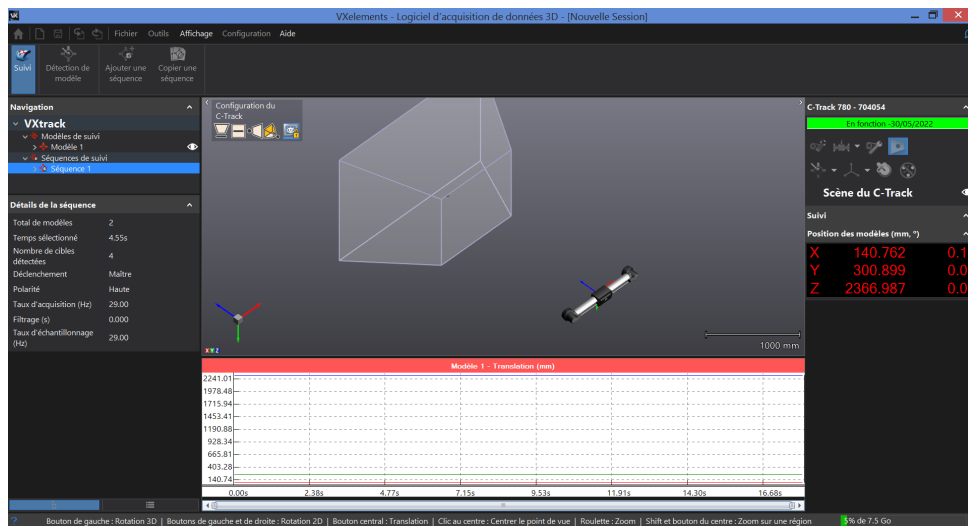 VXelements - Logiciel d'acquisition de données 3D - [Nouvelle Session]
Fichier Outils Affichage Configuration Aide
Suivi
Détection de modèle
Ajouter une séquence
Copier une séquence
Navigation
VXtrack
Modèles de suivi
Modèle 1
Séquences de suivi
Séquence 1
Détails de la séquence
Total de modèles 2
Temps sélectionné 4.55s
Nombre de cibles
détectées 4
Déclenchement Maître
Polarité Haute
Taux d'acquisition (Hz) 29.00
Filtrage (s) 0.000
Taux d'échantillonnage
(Hz) 29.00
Configuration du
C-Track
X Y Z
1000 mm
C-Track 780 - 704054
En fonction -30/05/2022
Scène du C-Track
Suivi
Position des modèles (mm, °)
X 140.762 0.1
Y 300.899 0.0
Z 2366.987 0.0
Modèle 1 - Translation (mm)
2241.01
1978.48
1715.94
1453.41
1190.88
928.34
665.81
403.28
140.74
0.00s 2.38s 4.77s 7.15s 9.53s 11.91s 14.30s 16.68s
? Bouton de gauche : Rotation 3D | Boutons de gauche et de droite : Rotation 2D | Bouton central : Translation | Clic au centre : Centrer le point de vue | Roulette : Zoom | Shift et bouton du centre : Zoom sur une région 5% de 7.5 Go